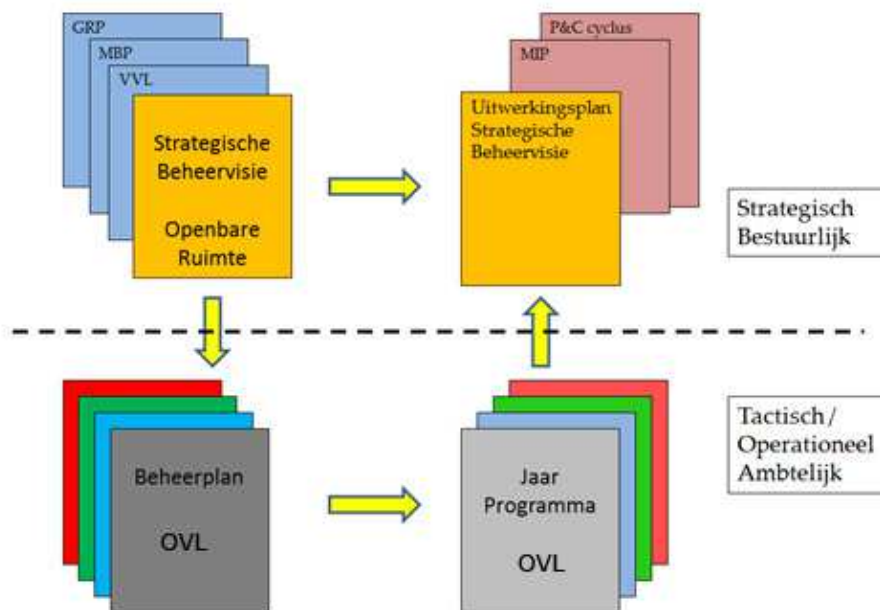 GRP
MBP
VVL
Strategische
Beheervisie
Openbare
Ruimte
P&C cyclus
MIP
Uitwerkingsplan
Strategische
Beheervisie
Strategisch
Bestuurlijk
Beheerplan
OVL
Jaar
Programma
OVL
Tactisch /
Operationeel
Ambtelijk